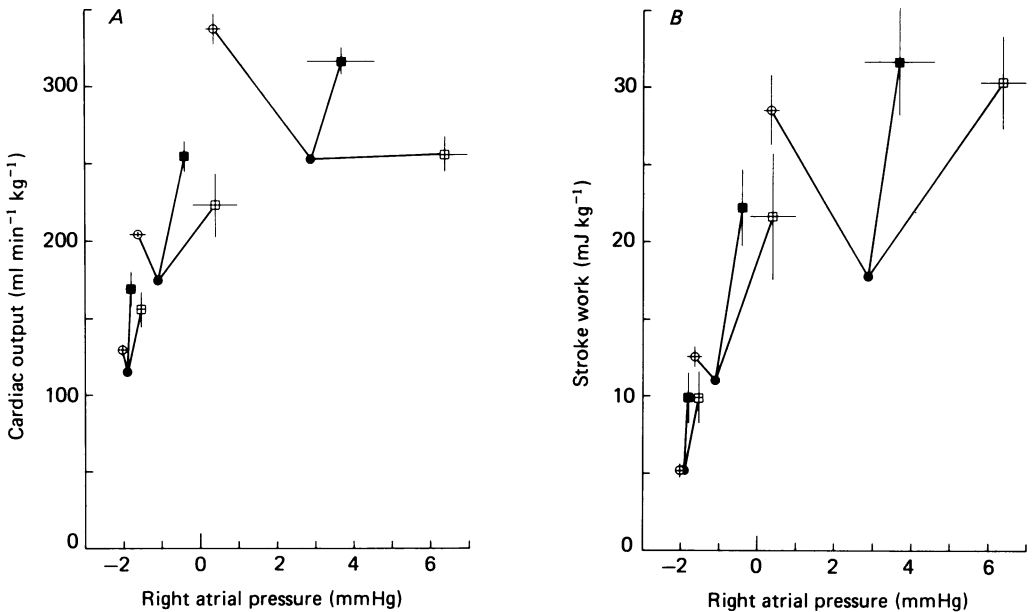 A
Cardiac output (ml min⁻¹ kg⁻¹)
300
200
100
0
−2 0 2 4 6
Right atrial pressure (mmHg)
B
Stroke work (mJ kg⁻¹)
30
20
10
0
−2 0 2 4 6
Right atrial pressure (mmHg)